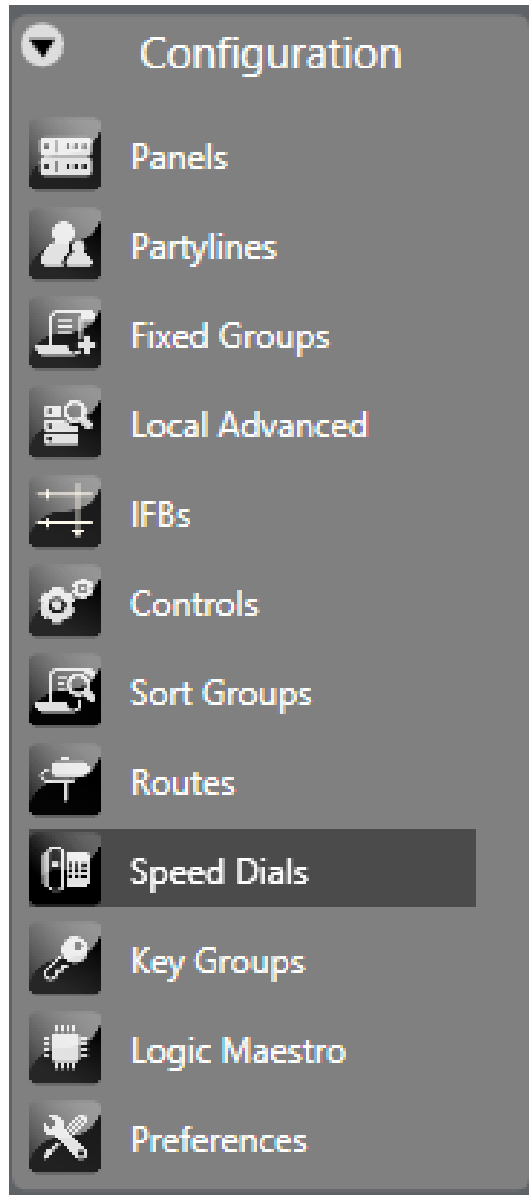 Configuration
Panels
Partylines
Fixed Groups
Local Advanced
IFBs
Controls
Sort Groups
Routes
Speed Dials
Key Groups
Logic Maestro
Preferences